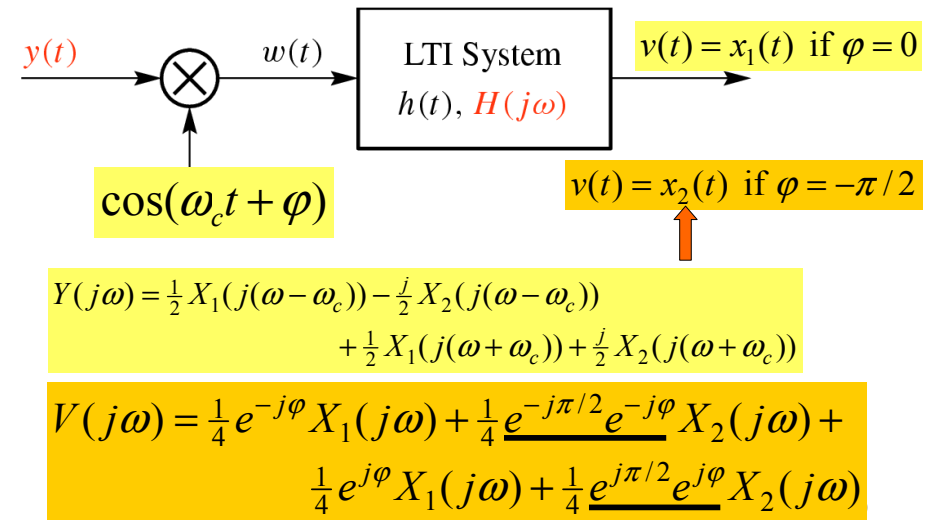 y(t)
w(t)
LTI System
h(t), H(jω)
v(t) = x₁(t) if φ = 0
cos(ω_c t + φ)
v(t) = x₂(t) if φ = −π / 2
Y(jω) = ½ X₁(j(ω − ω_c)) − j/2 X₂(j(ω − ω_c))
+ ½ X₁(j(ω + ω_c)) + j/2 X₂(j(ω + ω_c))
V(jω) = ¼ e^{−jφ} X₁(jω) + ¼ e^{−jπ/2} e^{−jφ} X₂(jω) +
¼ e^{jφ} X₁(jω) + ¼ e^{jπ/2} e^{jφ} X₂(jω)